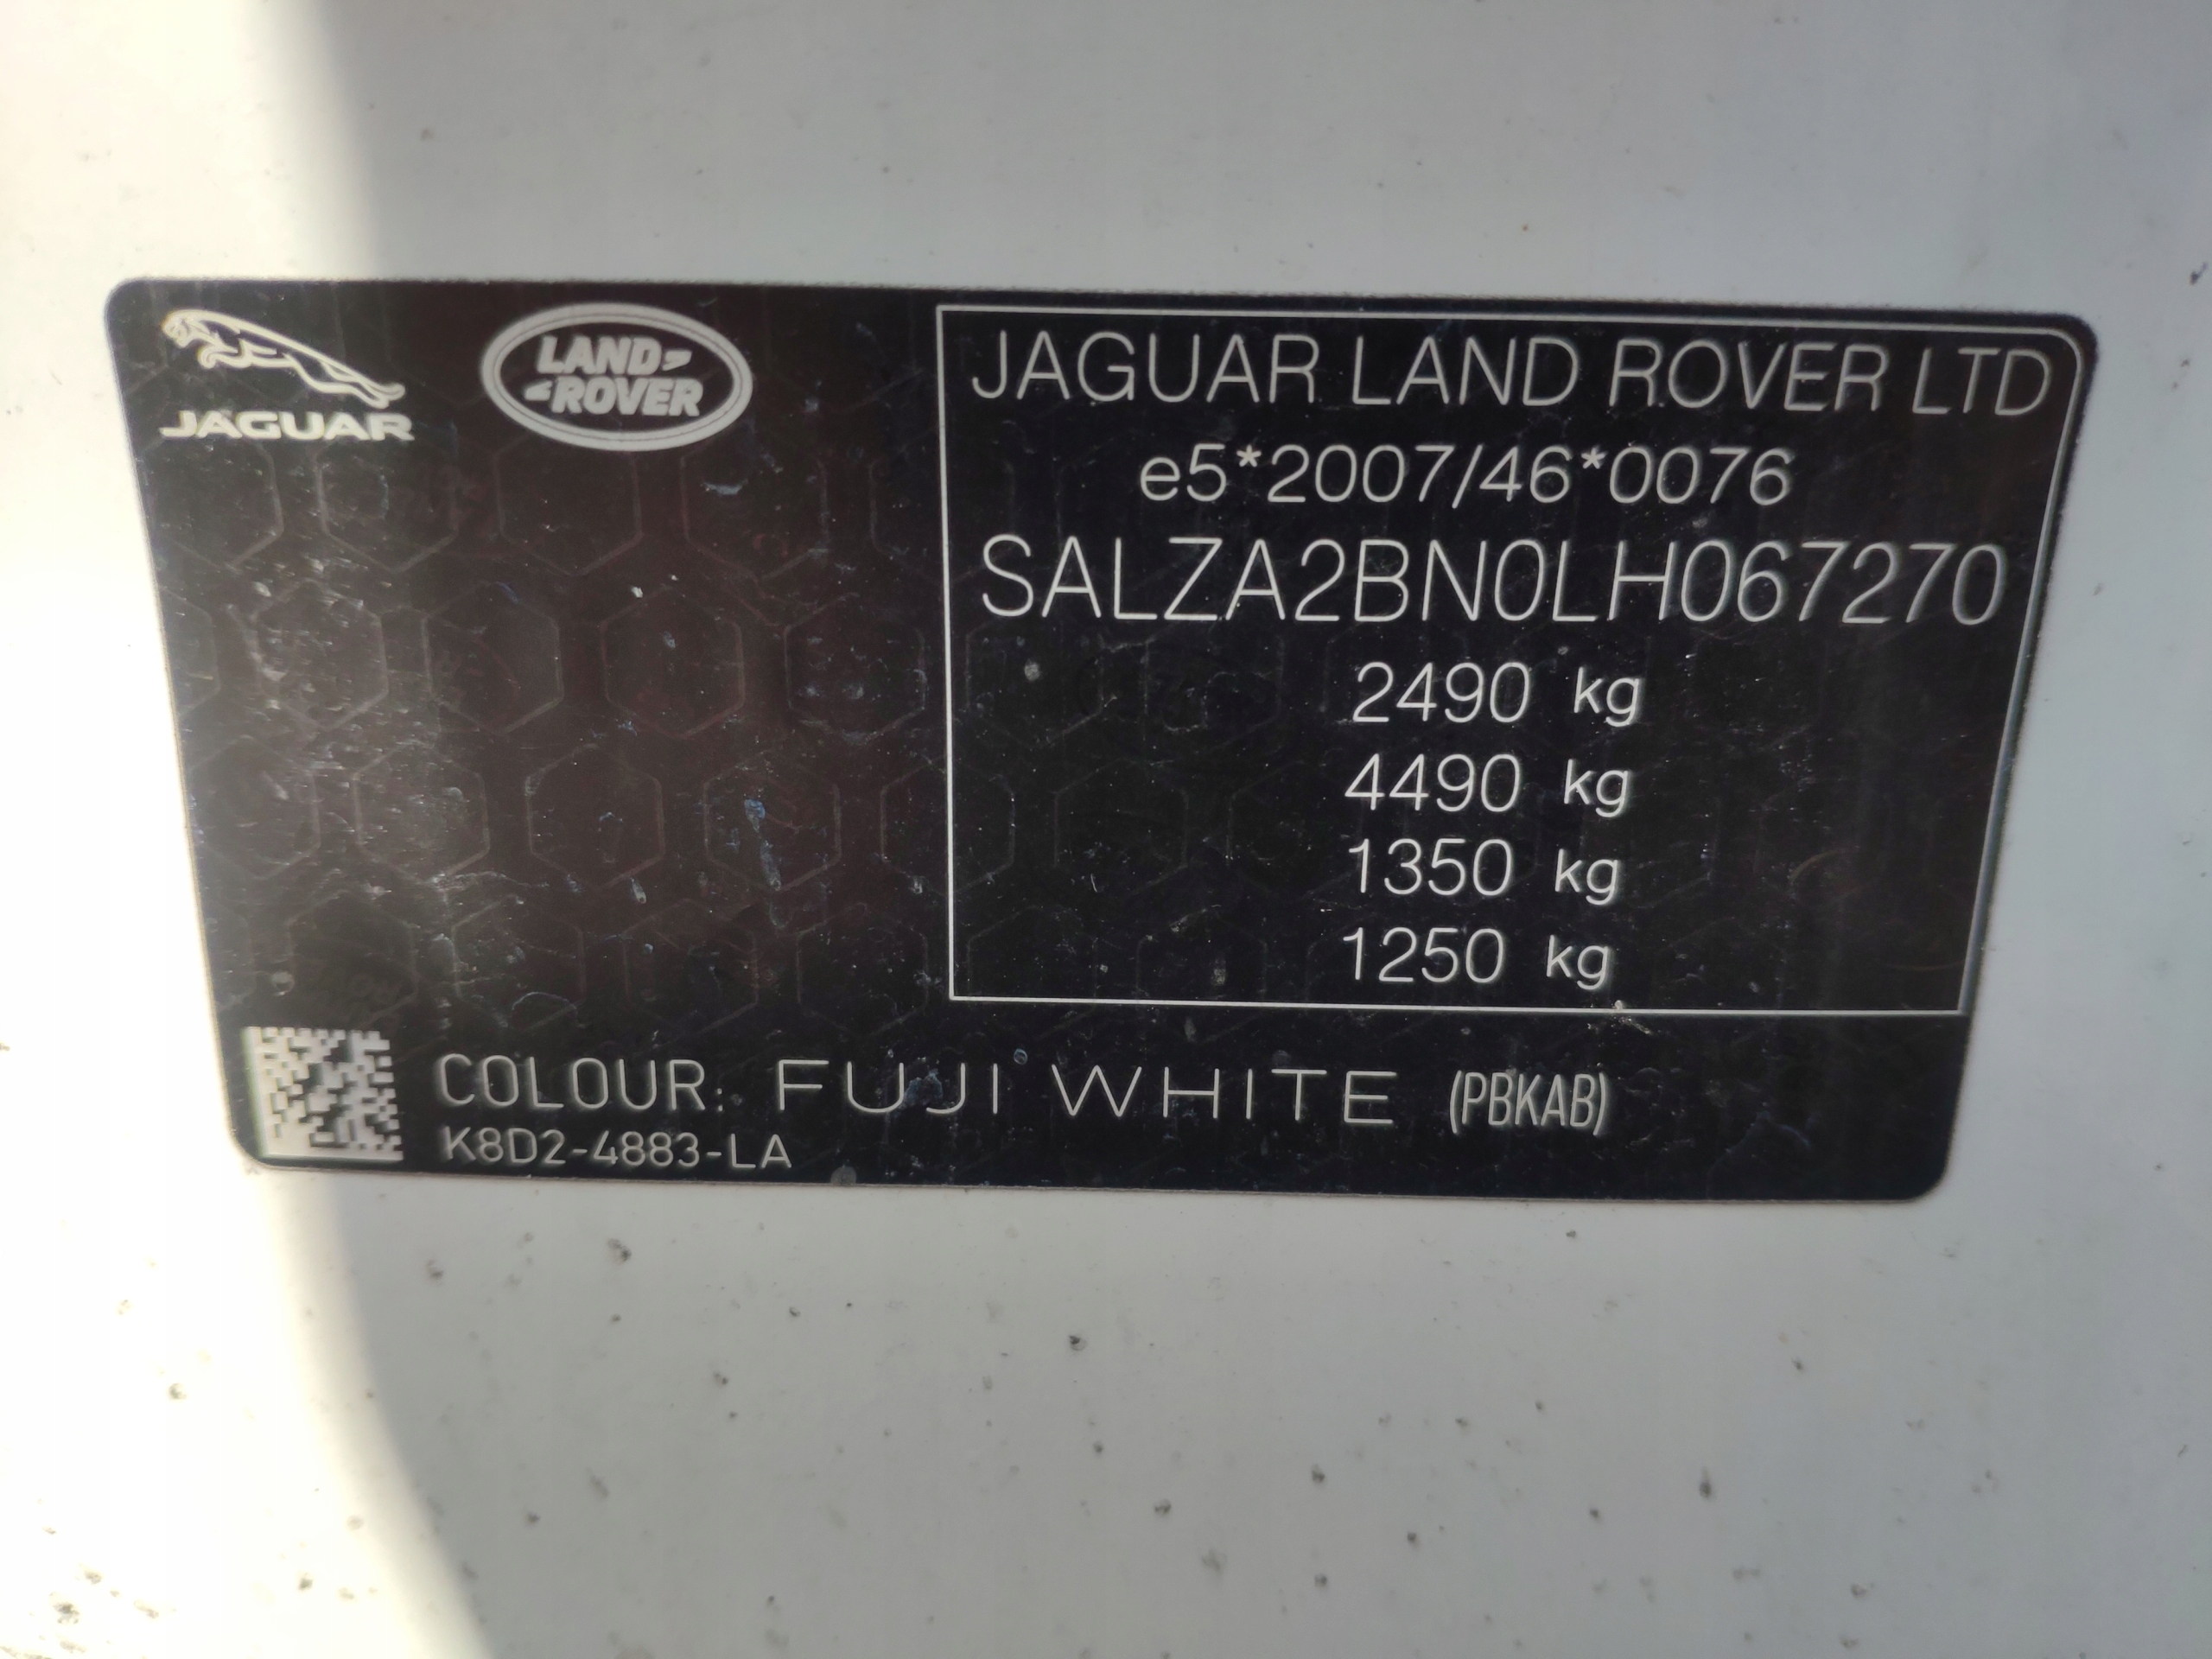 JAGUAR
LAND
ROVER
JAGUAR LAND ROVER LTD
e5*2007/46*0076
SALZA2BN0LH067270
2490 kg
4490 kg
1350 kg
1250 kg
COLOUR: FUJI WHITE (PBKAB)
K8D2-4883-LA